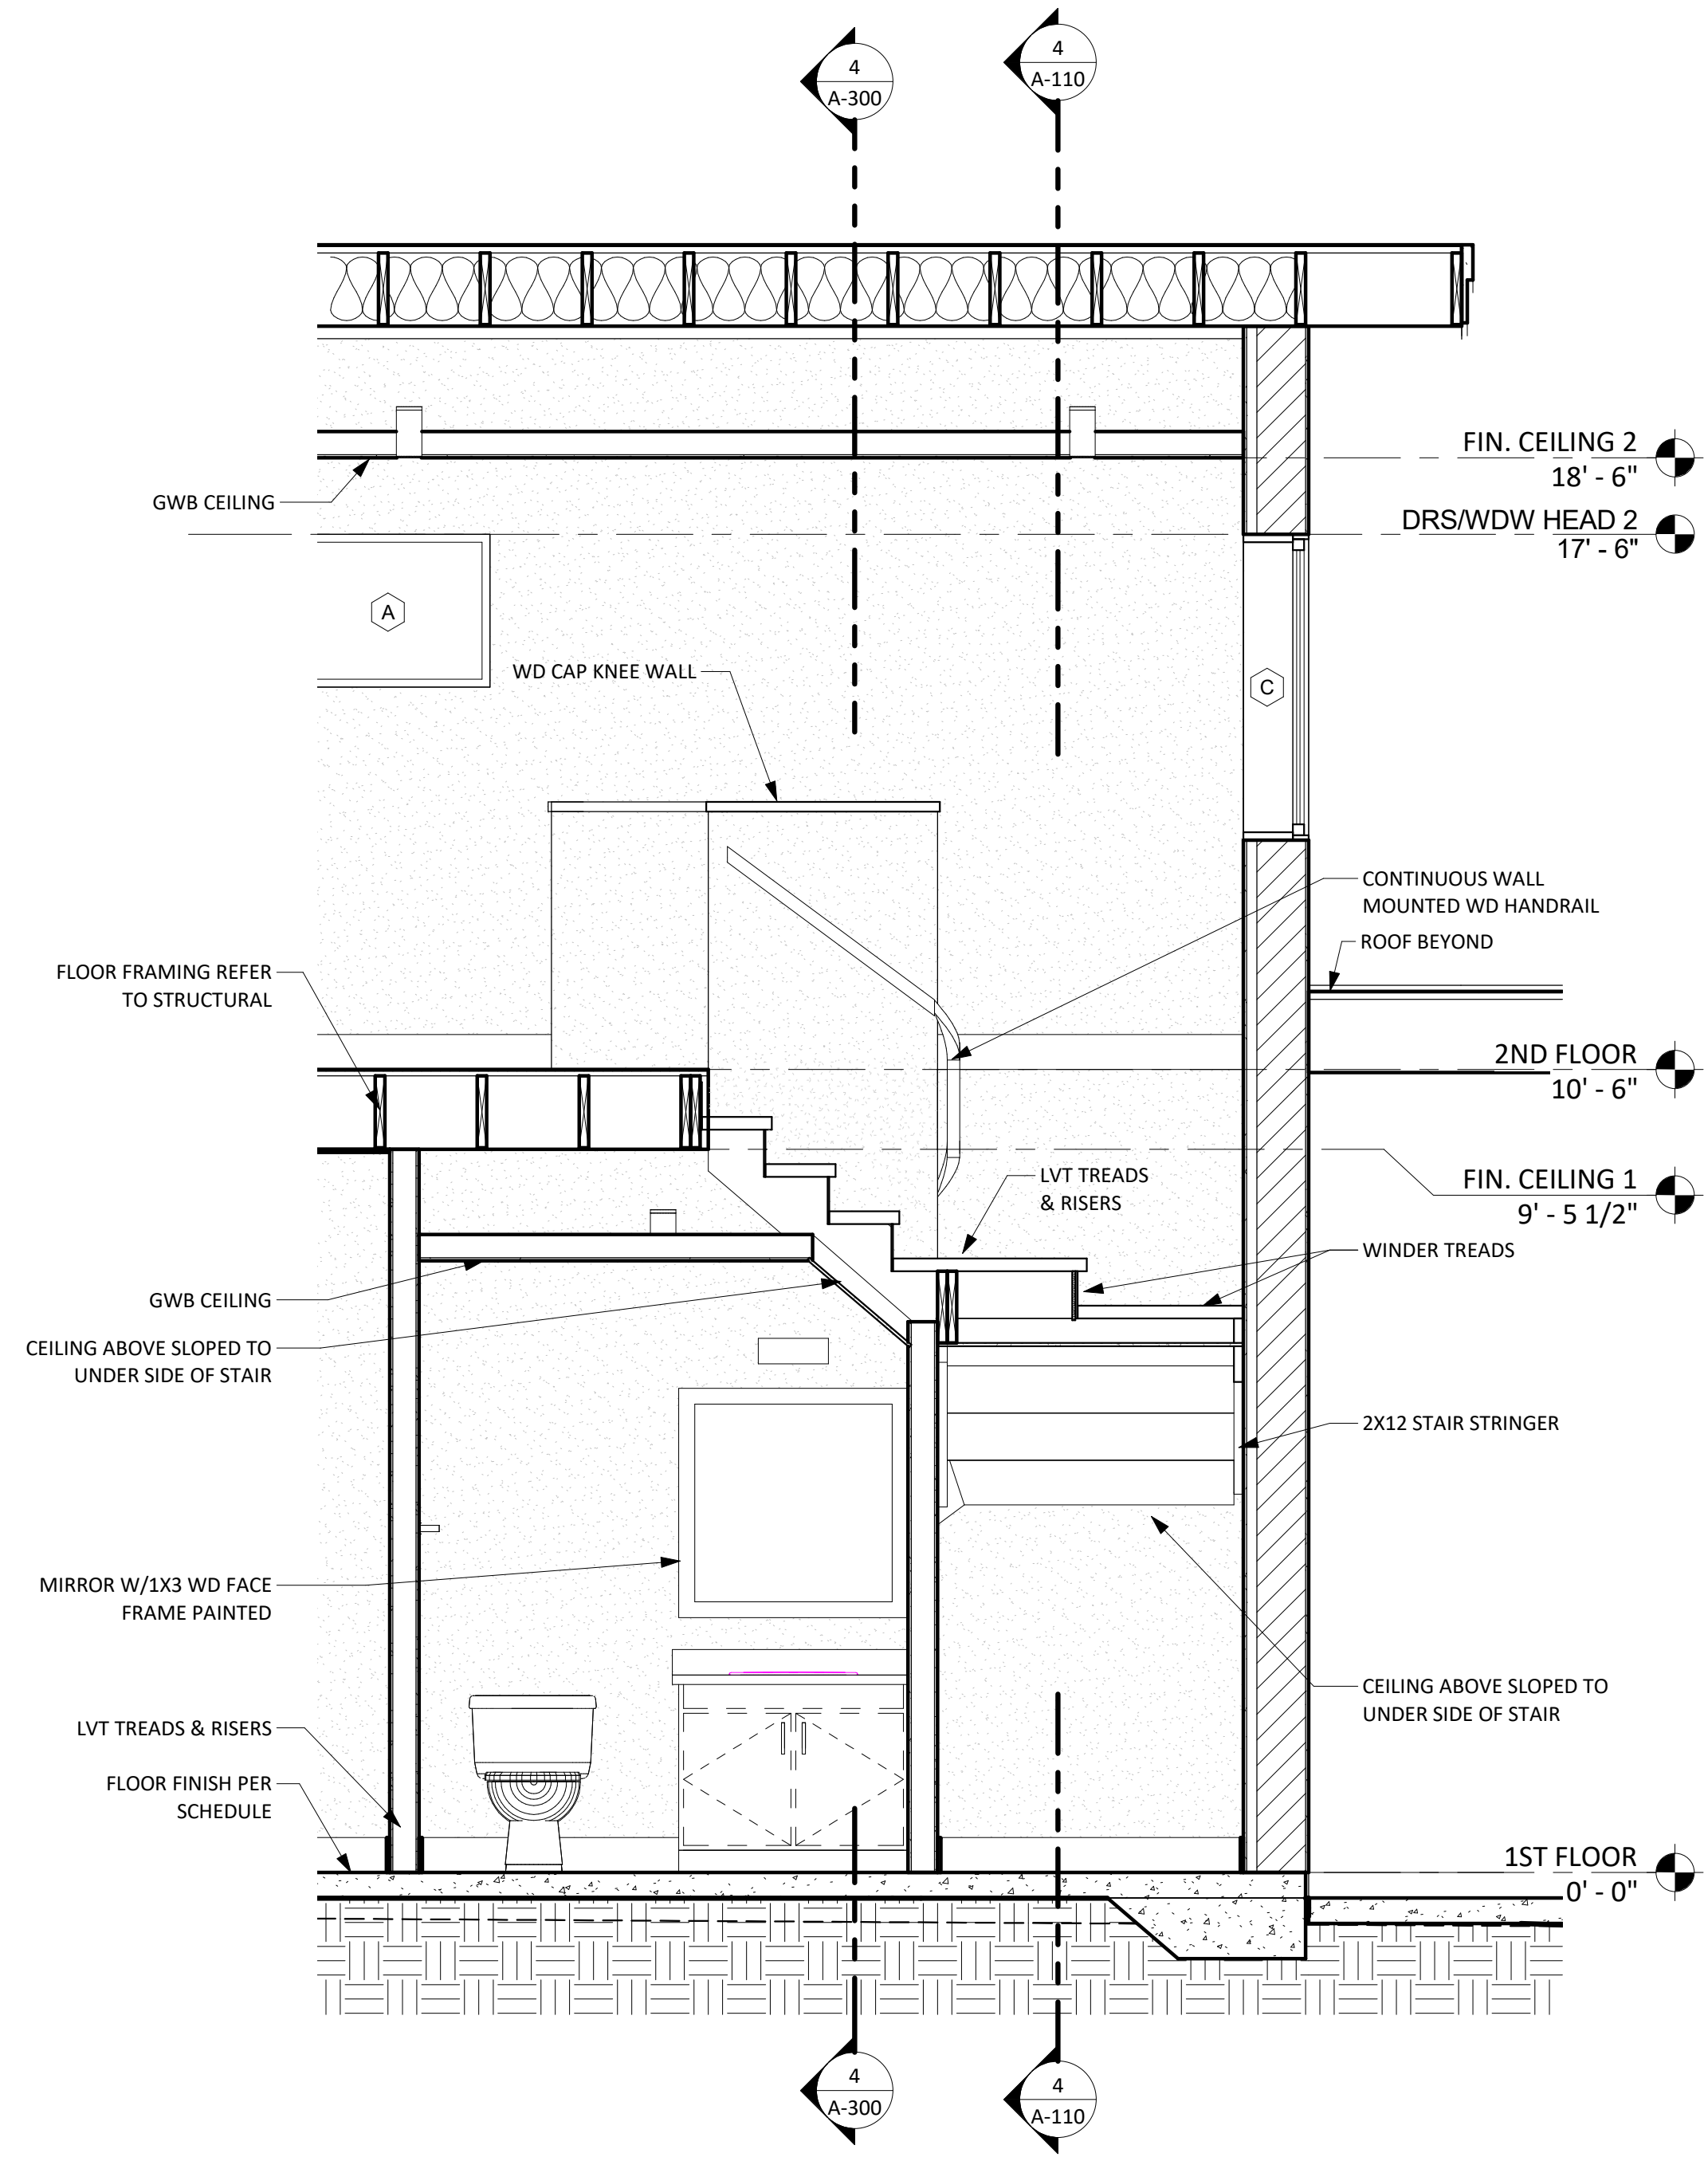 4
A-300
4
A-110
FIN. CEILING 2
18' - 6"
GWB CEILING
DRS/WDW HEAD 2
17' - 6"
A
WD CAP KNEE WALL
C
CONTINUOUS WALL
MOUNTED WD HANDRAIL
ROOF BEYOND
FLOOR FRAMING REFER
TO STRUCTURAL
2ND FLOOR
10' - 6"
LVT TREADS
& RISERS
FIN. CEILING 1
9' - 5 1/2"
WINDER TREADS
GWB CEILING
CEILING ABOVE SLOPED TO
UNDER SIDE OF STAIR
2X12 STAIR STRINGER
MIRROR W/1X3 WD FACE
FRAME PAINTED
CEILING ABOVE SLOPED TO
UNDER SIDE OF STAIR
LVT TREADS & RISERS
FLOOR FINISH PER
SCHEDULE
1ST FLOOR
0' - 0"
4
A-300
4
A-110